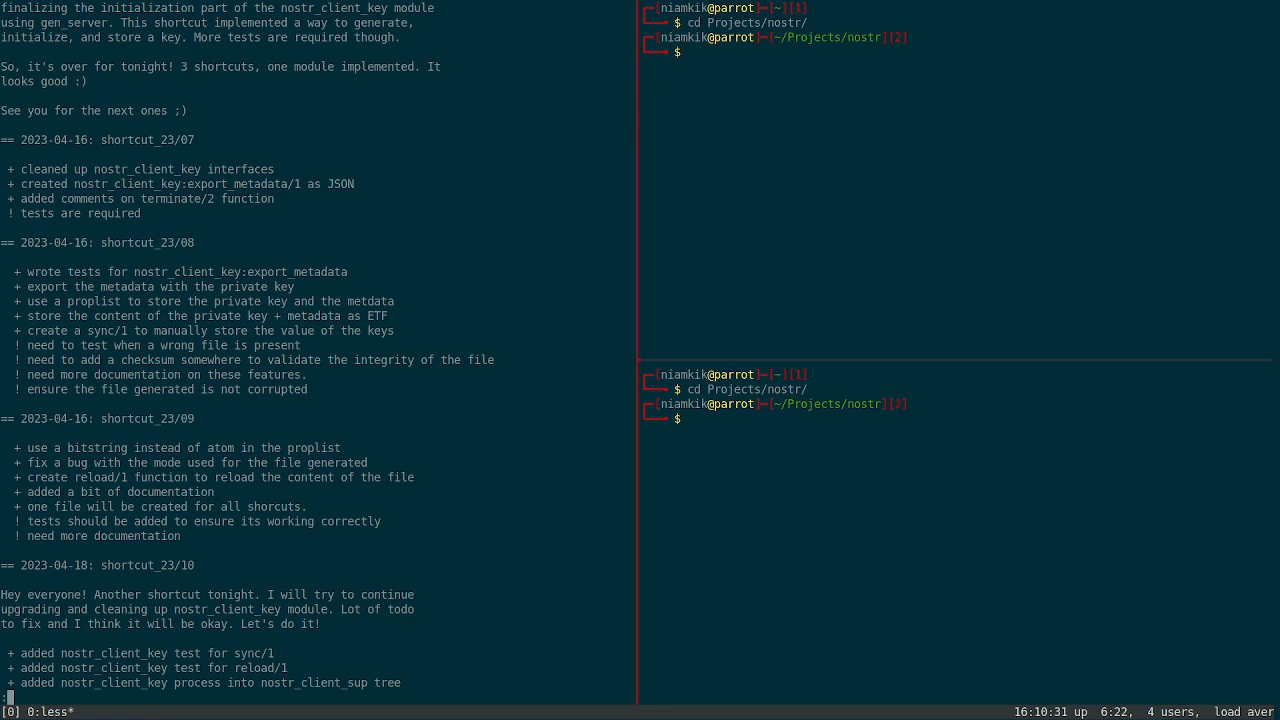 finalizing the initialization part of the nostr_client_key module
using gen_server. This shortcut implemented a way to generate,
initialize, and store a key. More tests are required though.
So, it's over for tonight! 3 shortcuts, one module implemented. It
looks good :)
See you for the next ones ;)
== 2023-04-16: shortcut_23/07
+ cleaned up nostr_client_key interfaces
+ created nostr_client_key:export_metadata/1 as JSON
+ added comments on terminate/2 function
! tests are required
== 2023-04-16: shortcut_23/08
+ wrote tests for nostr_client_key:export_metadata
+ export the metadata with the private key
+ use a proplist to store the private key and the metdata
+ store the content of the private key + metadata as ETF
+ create a sync/1 to manually store the value of the keys
! need to test when a wrong file is present
! need to add a checksum somewhere to validate the integrity of the file
! need more documentation on these features.
! ensure the file generated is not corrupted
== 2023-04-16: shortcut_23/09
+ use a bitstring instead of atom in the proplist
+ fix a bug with the mode used for the file generated
+ create reload/1 function to reload the content of the file
+ added a bit of documentation
+ one file will be created for all shorcuts.
! tests should be added to ensure its working correctly
! need more documentation
== 2023-04-18: shortcut_23/10
Hey everyone! Another shortcut tonight. I will try to continue
upgrading and cleaning up nostr_client_key module. Lot of todo
to fix and I think it will be okay. Let's do it!
+ added nostr_client_key test for sync/1
+ added nostr_client_key test for reload/1
+ added nostr_client_key process into nostr_client_sup tree
:
[niamkik@parrot]─[~][1]
$ cd Projects/nostr/
[niamkik@parrot]─[~/Projects/nostr][2]
$
[niamkik@parrot]─[~][1]
$ cd Projects/nostr/
[niamkik@parrot]─[~/Projects/nostr][2]
$
[0] 0:less*
16:10:31 up  6:22,  4 users,  load aver